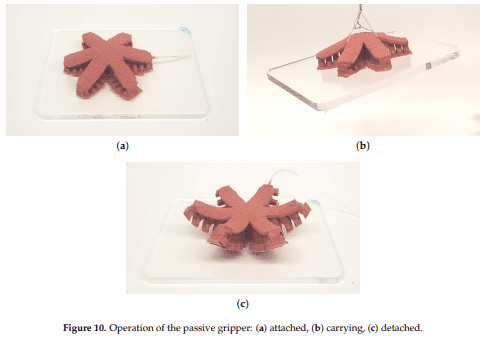 (a)
(b)
(c)
Figure 10. Operation of the passive gripper: (a) attached, (b) carrying, (c) detached.